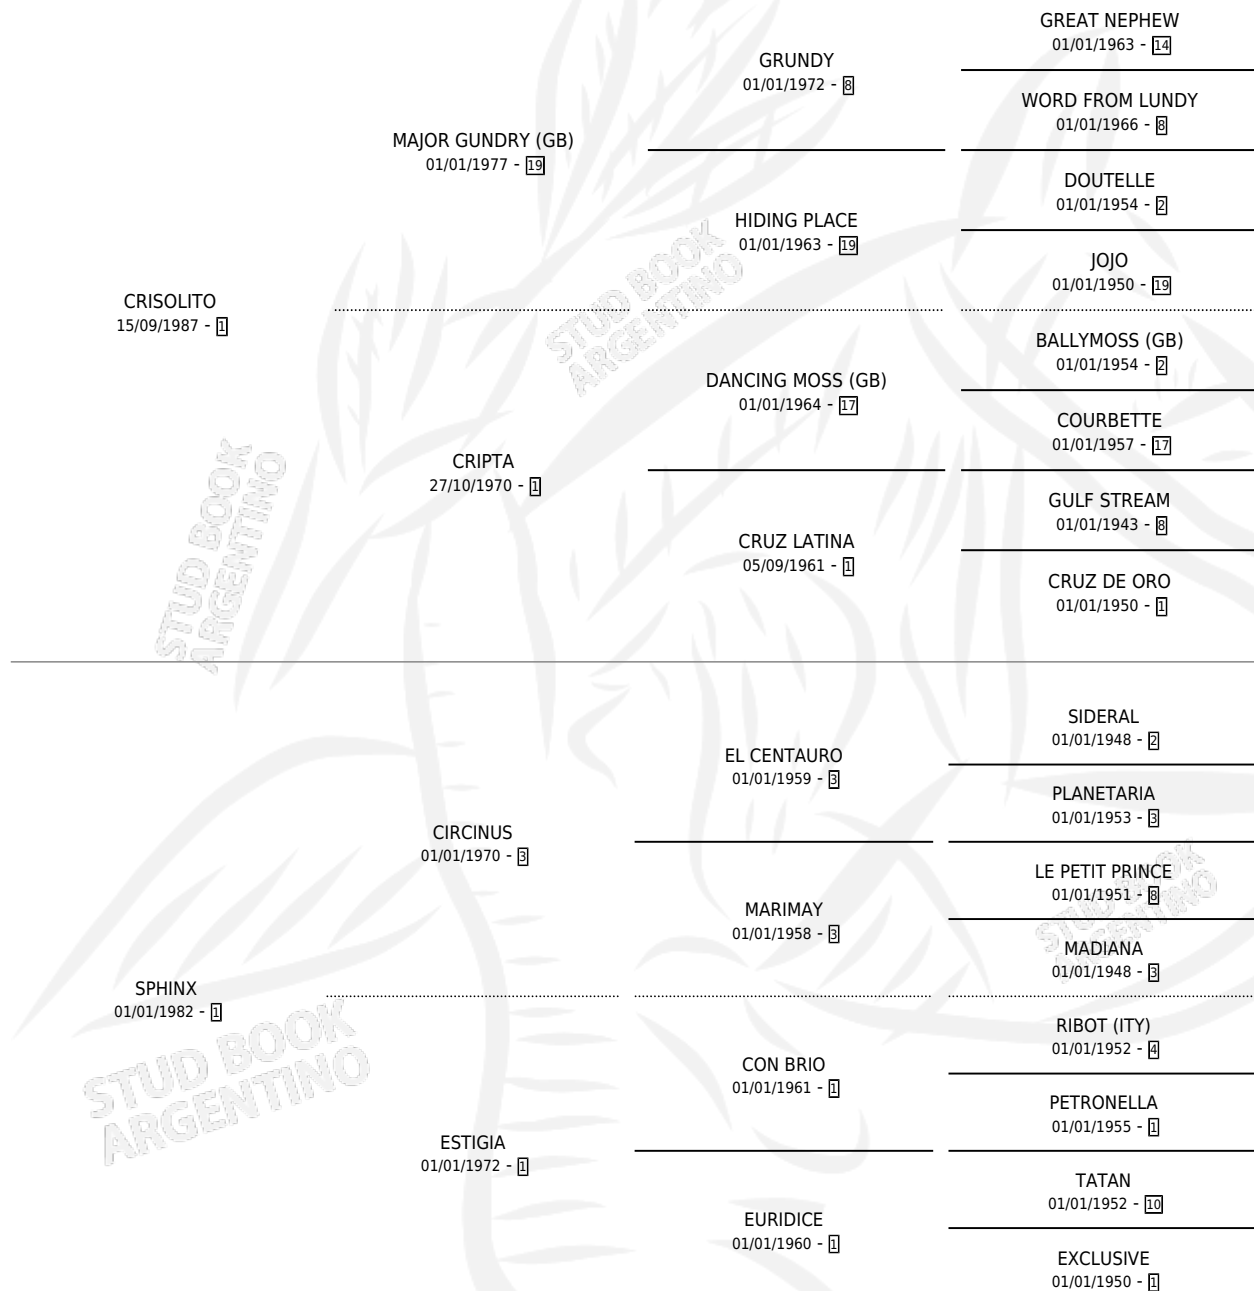 GREAT NEPHEW
01/01/1963 - 14
GRUNDY
01/01/1972 - 8
WORD FROM LUNDY
01/01/1966 - 8
MAJOR GUNDRY (GB)
01/01/1977 - 19
DOUTELLE
01/01/1954 - 2
HIDING PLACE
01/01/1963 - 19
JOJO
01/01/1950 - 19
CRISOLITO
15/09/1987 - 1
BALLYMOSS (GB)
01/01/1954 - 2
DANCING MOSS (GB)
01/01/1964 - 17
COURBETTE
01/01/1957 - 17
CRIPTA
27/10/1970 - 1
GULF STREAM
01/01/1943 - 8
CRUZ LATINA
05/09/1961 - 1
CRUZ DE ORO
01/01/1950 - 1
SIDERAL
01/01/1948 - 2
EL CENTAURO
01/01/1959 - 3
PLANETARIA
01/01/1953 - 3
CIRCINUS
01/01/1970 - 3
LE PETIT PRINCE
01/01/1951 - 8
MARIMAY
01/01/1958 - 3
MADIANA
01/01/1948 - 3
SPHINX
01/01/1982 - 1
RIBOT (ITY)
01/01/1952 - 4
CON BRIO
01/01/1961 - 1
PETRONELLA
01/01/1955 - 1
ESTIGIA
01/01/1972 - 1
TATAN
01/01/1952 - 10
EURIDICE
01/01/1960 - 1
EXCLUSIVE
01/01/1950 - 1
STUD BOOK
ARGENTINO
STUD BOOK
ARGENTINO
STUD BOOK
ARGENTINO
STUD BOOK
ARGENTINO